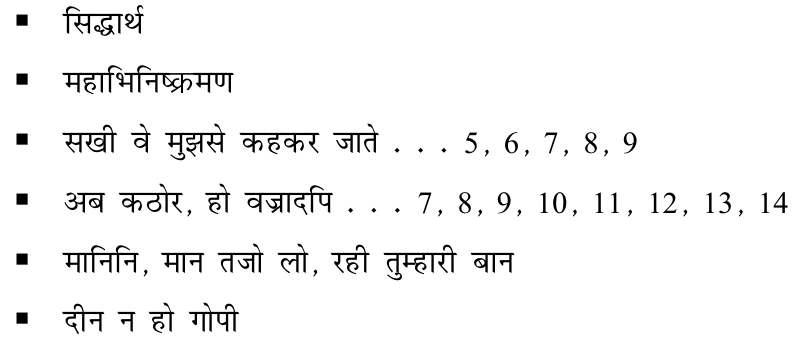 ▪ सिद्धार्थ
▪ महाभिनिष्क्रमण
▪ सखी वे मुझसे कहकर जाते . . . 5, 6, 7, 8, 9
▪ अब कठोर, हो वज्रादपि . . . 7, 8, 9, 10, 11, 12, 13, 14
▪ मानिनि, मान तजो लो, रही तुम्हारी बान
▪ दीन न हो गोपी